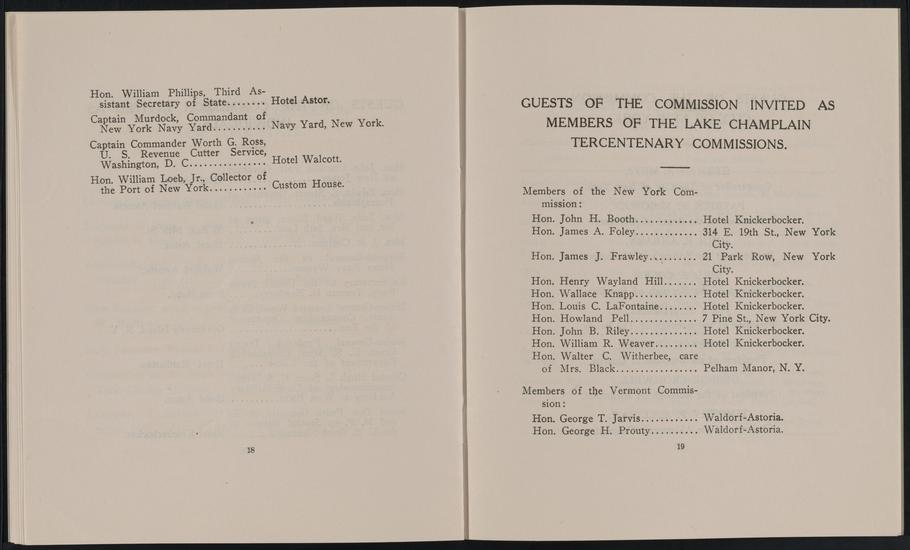 Hon. William Phillips, Third As-
sistant Secretary of State........ Hotel Astor.
Captain Murdock, Commandant of
New York Navy Yard........... Navy Yard, New York.
Captain Commander Worth G. Ross,
U. S. Revenue Cutter Service,
Washington, D. C................ Hotel Walcott.
Hon. William Loeb, Jr., Collector of
the Port of New York........... Custom House.
18
GUESTS OF THE COMMISSION INVITED AS
MEMBERS OF THE LAKE CHAMPLAIN
TERCENTENARY COMMISSIONS.
Members of the New York Com-
mission:
Hon. John H. Booth............ Hotel Knickerbocker.
Hon. James A. Foley............ 314 E. 19th St., New York
City.
Hon. James J. Frawley.......... 21 Park Row, New York
City.
Hon. Henry Wayland Hill....... Hotel Knickerbocker.
Hon. Wallace Knapp............ Hotel Knickerbocker.
Hon. Louis C. LaFontaine........ Hotel Knickerbocker.
Hon. Howland Pell............. 7 Pine St., New York City.
Hon. John B. Riley............. Hotel Knickerbocker.
Hon. William R. Weaver......... Hotel Knickerbocker.
Hon. Walter C. Witherbee, care
of Mrs. Black................ Pelham Manor, N. Y.
Members of the Vermont Commis-
sion:
Hon. George T. Jarvis............ Waldorf-Astoria.
Hon. George H. Prouty.......... Waldorf-Astoria.
19